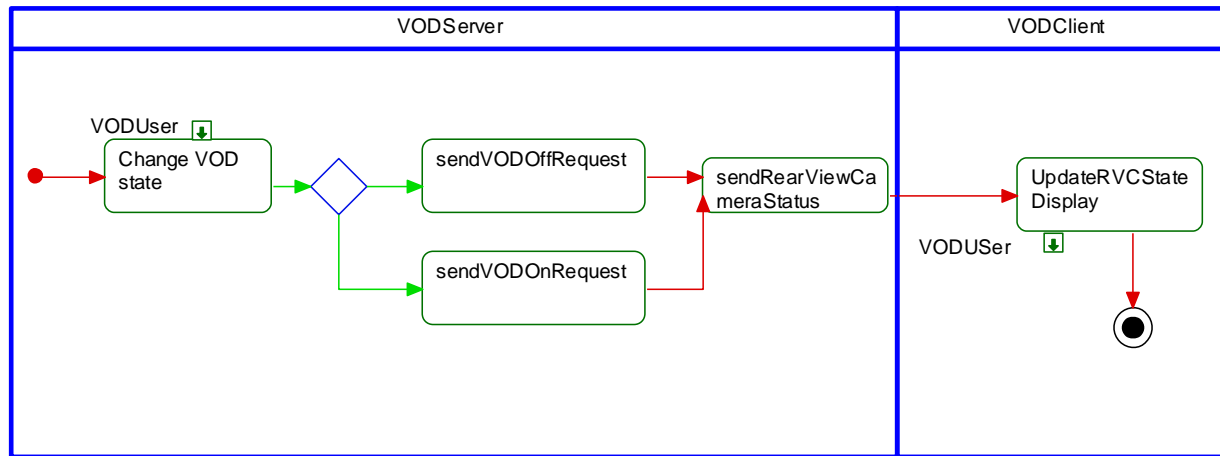 VODServer
VODClient
VODUser
Change VOD
state
sendVODOffRequest
sendVODOnRequest
sendRearViewCa
meraStatus
UpdateRVCState
Display
VODUSer